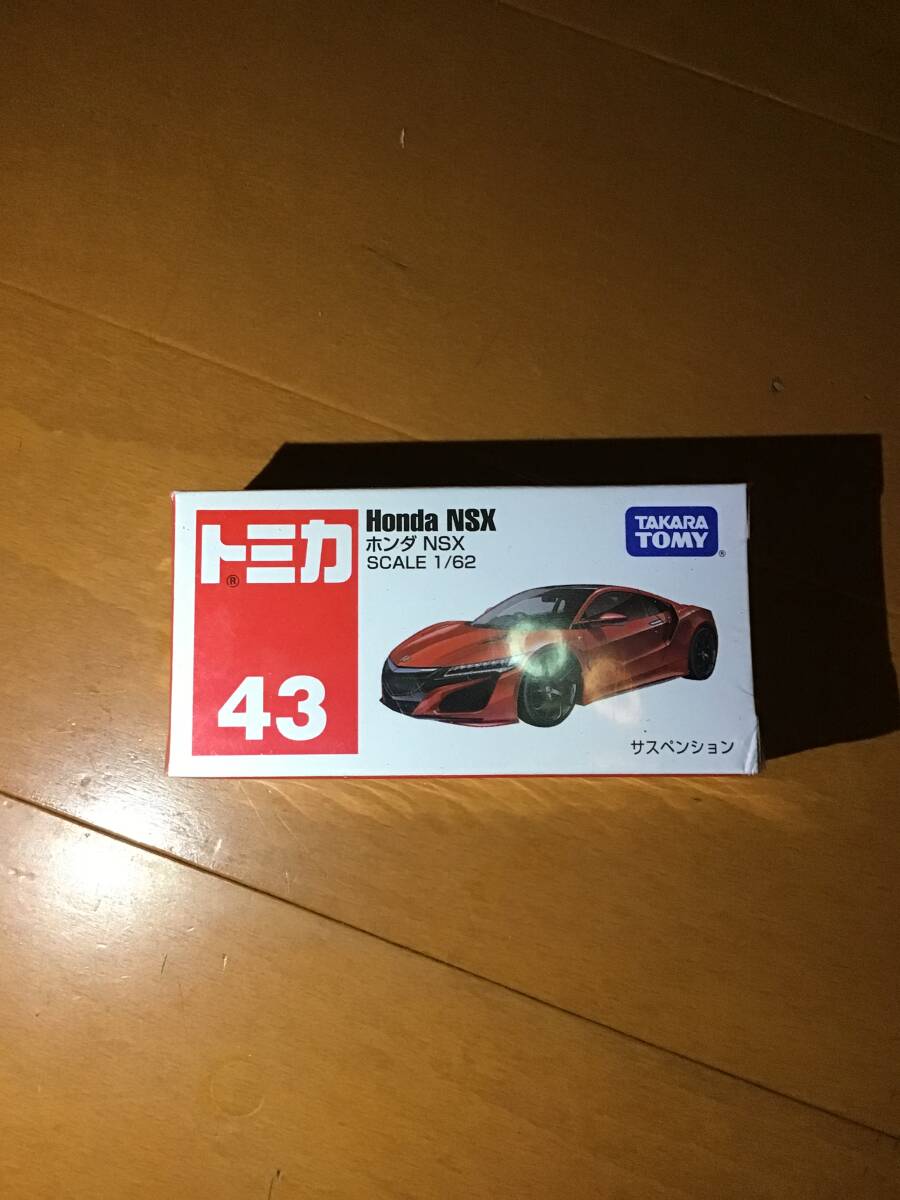 トミカ®
43
Honda NSX
ホンダ NSX
SCALE 1/62
TAKARA
TOMY®
サスペンション